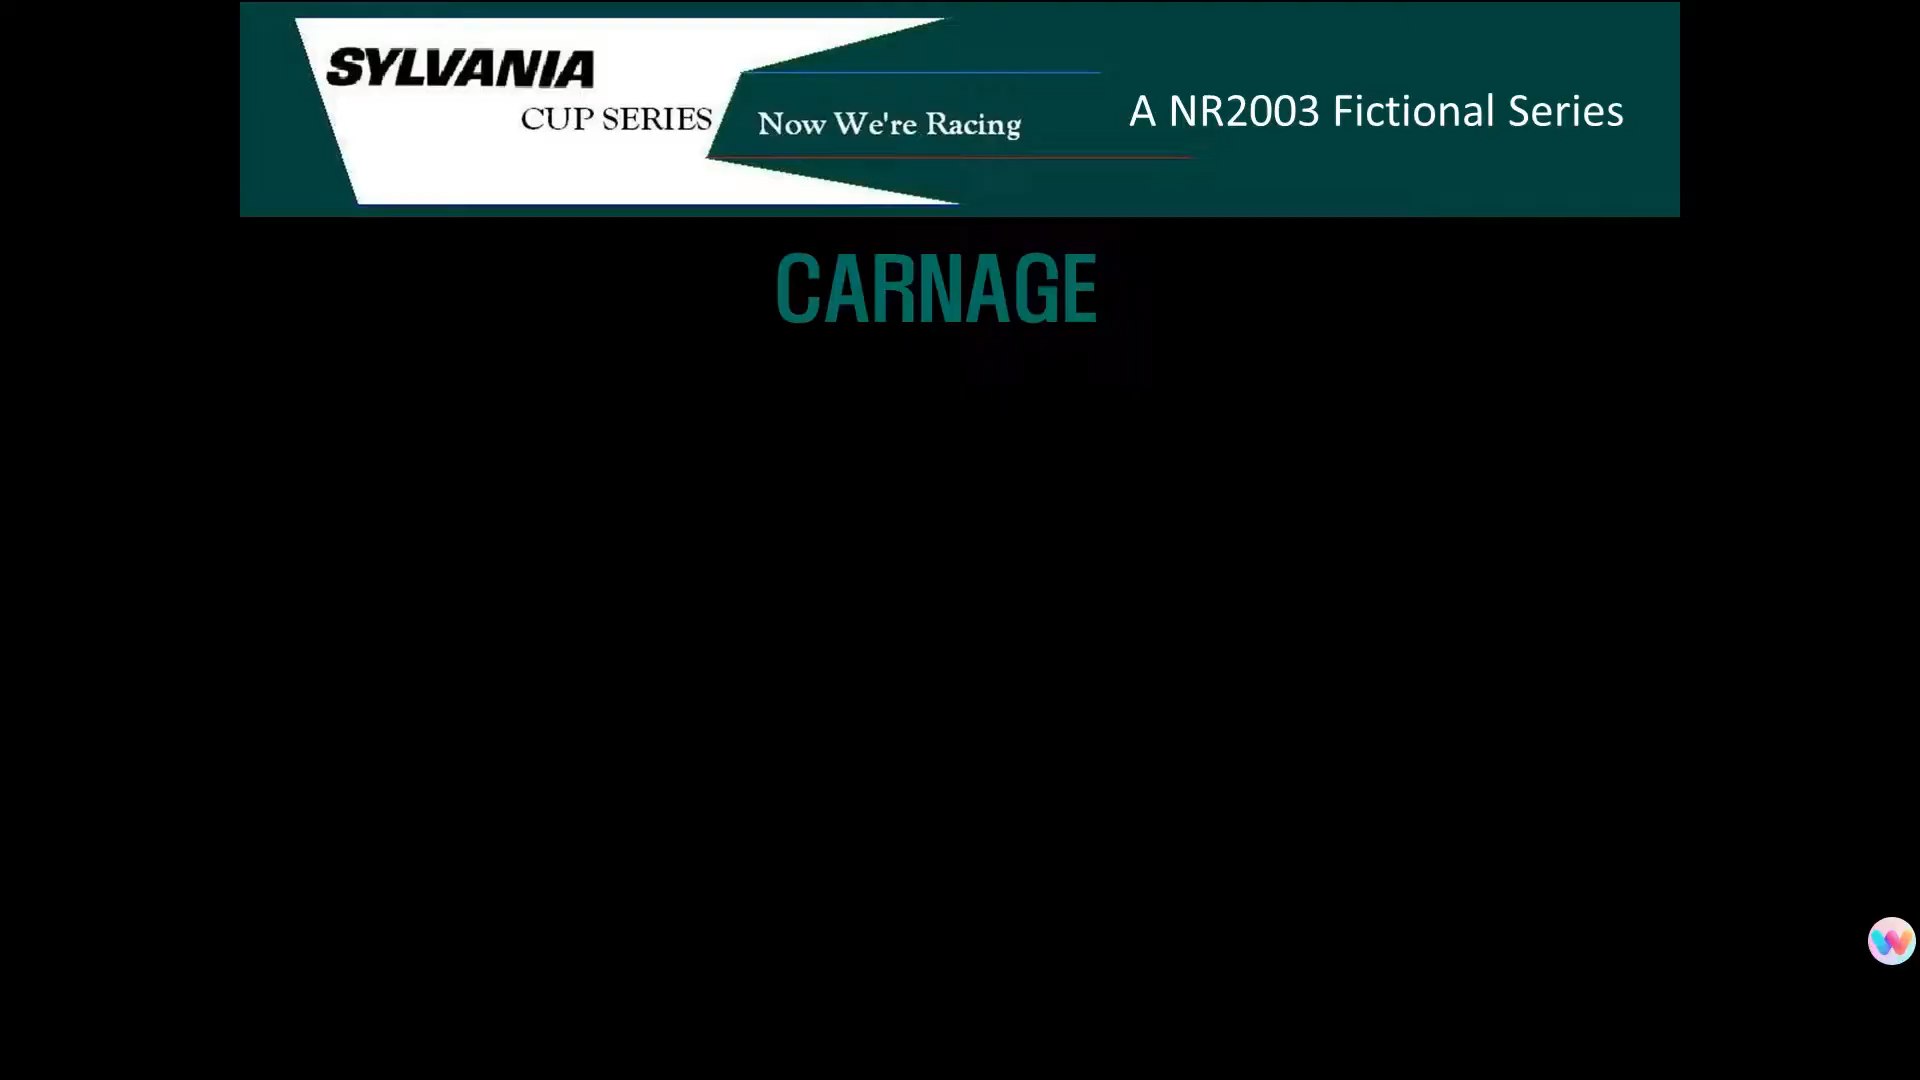 SYLVANIA
CUP SERIES
Now We're Racing
A NR2003 Fictional Series
CARNAGE